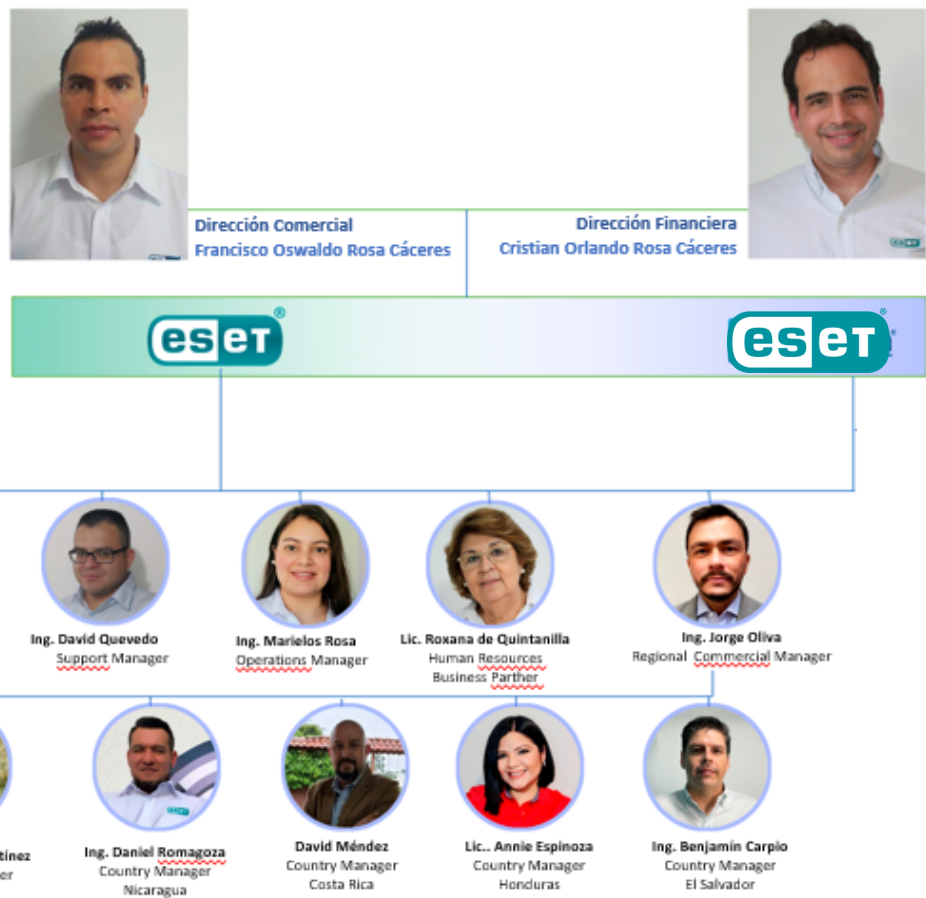 Dirección Comercial
Francisco Oswaldo Rosa Cáceres
Dirección Financiera
Cristian Orlando Rosa Cáceres
eset®
eset®
Ing. David Quevedo
Support Manager
Ing. Marielos Rosa
Operations Manager
Lic. Roxana de Quintanilla
Human Resources
Business Parther
Ing. Jorge Oliva
Regional Commercial Manager
tínez
er
Ing. Daniel Romagoza
Country Manager
Nicaragua
David Méndez
Country Manager
Costa Rica
Lic.. Annie Espinoza
Country Manager
Honduras
Ing. Benjamín Carpio
Country Manager
El Salvador